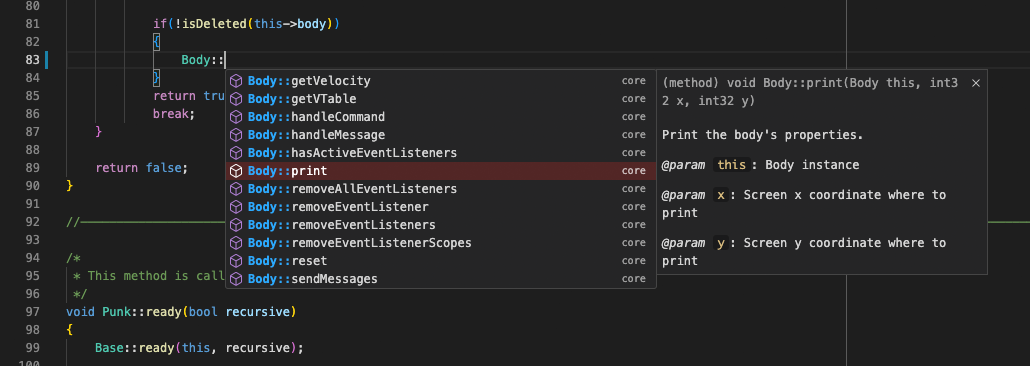 80
81 if(!isDeleted(this->body))
82 {
83 Body::
84 }
85 return tru
86 break;
87 }
88
89 return false;
90 }
91
92 //
93
94 /*
95 * This method is call
96 */
97 void Punk::ready(bool recursive)
98 {
99 Base::ready(this, recursive);
100
Body::getVelocity core
Body::getVTable core
Body::handleCommand core
Body::handleMessage core
Body::hasActiveEventListeners core
Body::print core
Body::removeAllEventListeners core
Body::removeEventListener core
Body::removeEventListeners core
Body::removeEventListenerScopes core
Body::reset core
Body::sendMessages core
(method) void Body::print(Body this, int3
2 x, int32 y)
Print the body's properties.
@param this: Body instance
@param x: Screen x coordinate where to
print
@param y: Screen y coordinate where to
print